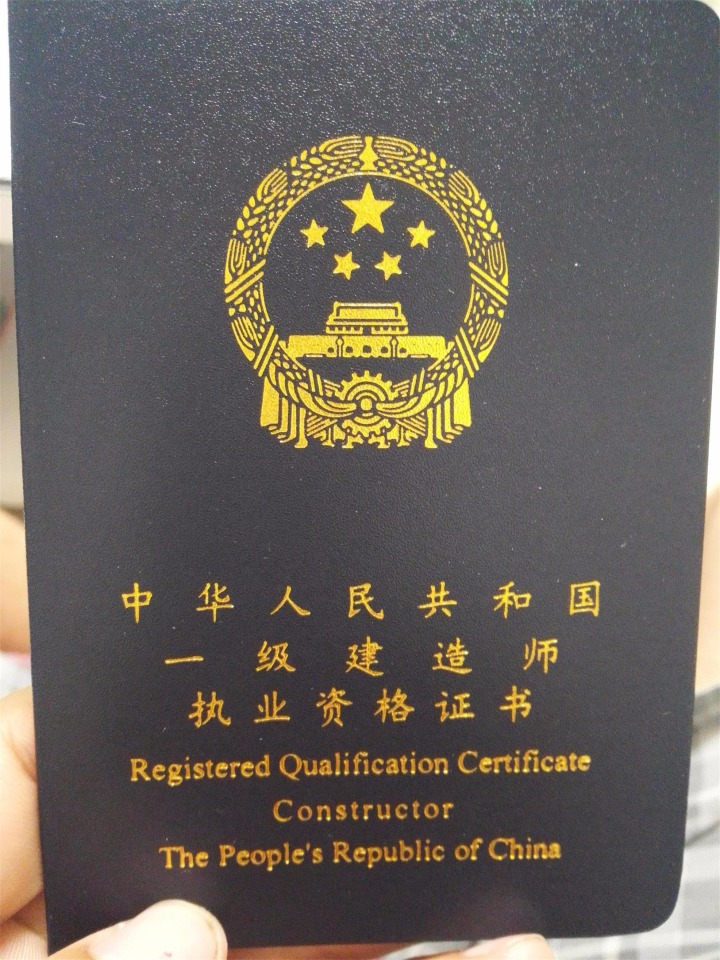 中华人民共和国
一级建造师
执业资格证书
Registered Qualification Certificate
Constructor
The People's Republic of China